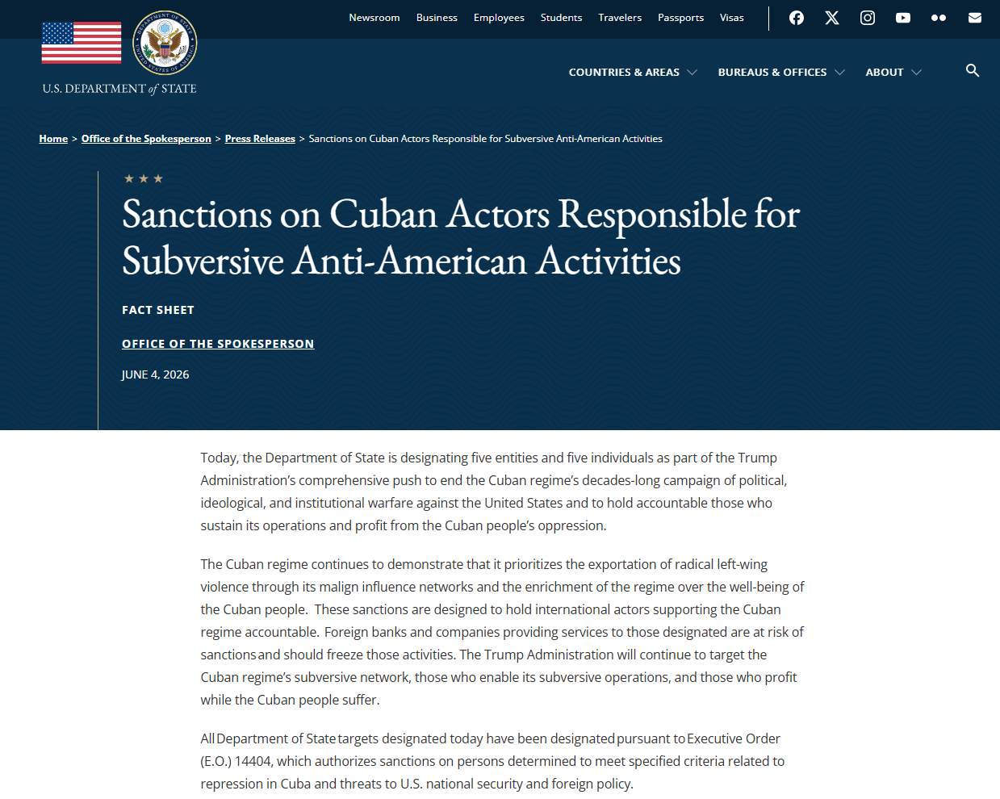 Newsroom Business Employees Students Travelers Passports Visas
U.S. DEPARTMENT of STATE
COUNTRIES & AREAS BUREAUS & OFFICES ABOUT
Home > Office of the Spokesperson > Press Releases > Sanctions on Cuban Actors Responsible for Subversive Anti-American Activities
Sanctions on Cuban Actors Responsible for
Subversive Anti-American Activities
FACT SHEET
OFFICE OF THE SPOKESPERSON
JUNE 4, 2026
Today, the Department of State is designating five entities and five individuals as part of the Trump
Administration’s comprehensive push to end the Cuban regime’s decades-long campaign of political,
ideological, and institutional warfare against the United States and to hold accountable those who
sustain its operations and profit from the Cuban people’s oppression.
The Cuban regime continues to demonstrate that it prioritizes the exportation of radical left-wing
violence through its malign influence networks and the enrichment of the regime over the well-being of
the Cuban people.  These sanctions are designed to hold international actors supporting the Cuban
regime accountable.  Foreign banks and companies providing services to those designated are at risk of
sanctions and should freeze those activities. The Trump Administration will continue to target the
Cuban regime’s subversive network, those who enable its subversive operations, and those who profit
while the Cuban people suffer.
All Department of State targets designated today have been designated pursuant to Executive Order
(E.O.) 14404, which authorizes sanctions on persons determined to meet specified criteria related to
repression in Cuba and threats to U.S. national security and foreign policy.